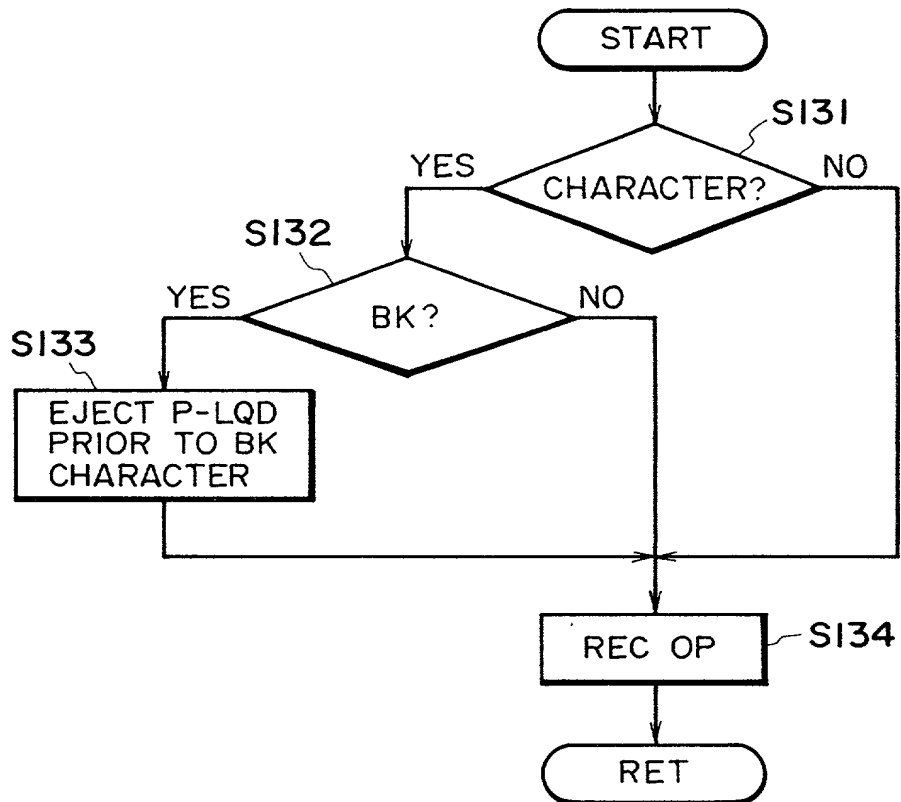 START
S131
YES
CHARACTER?
NO
S132
YES
BK?
NO
S133
EJECT P-LQD
PRIOR TO BK
CHARACTER
REC OP
S134
RET